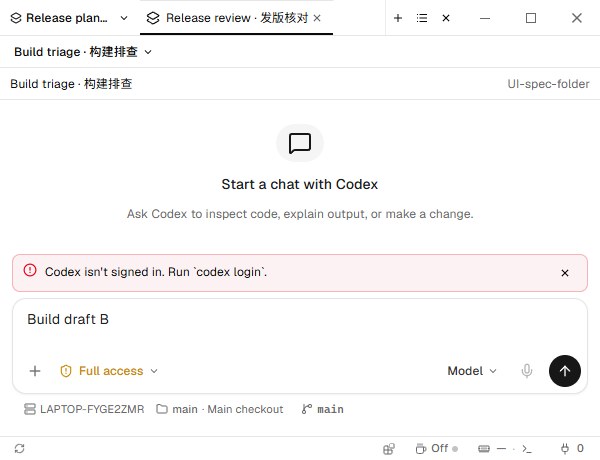 Release plan… Release review · 发版核对
Build triage · 构建排查
Build triage · 构建排查 UI-spec-folder
Start a chat with Codex
Ask Codex to inspect code, explain output, or make a change.
Codex isn't signed in. Run `codex login`.
Build draft B
Full access Model
LAPTOP-FYGE2ZMR main · Main checkout main
Off — · 0